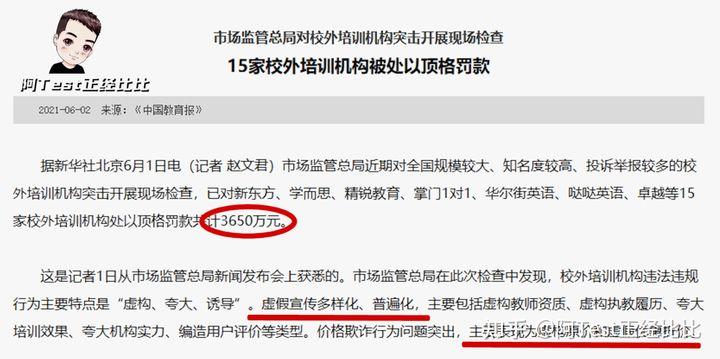 市场监管总局对校外培训机构突击开展现场检查
15家校外培训机构被处以顶格罚款
阿Test正经比比
2021-06-02 来源:《中国教育报》
据新华社北京6月1日电(记者 赵文君)市场监管总局近期对全国规模较大、知名度较高、投诉举报较多的校
外培训机构突击开展现场检查,已对新东方、学而思、精锐教育、掌门1对1、华尔街英语、哒哒英语、卓越等15
家校外培训机构处以顶格罚款共计3650万元。
这是记者1日从市场监管总局新闻发布会上获悉的。市场监管总局在此次检查中发现,校外培训机构违法违规
行为主要特点是“虚构、夸大、诱导”。虚假宣传多样化、普遍化,主要包括虚构教师资质、虚构执教履历、夸大
培训效果、夸大机构实力、编造用户评价等类型。价格欺诈行为问题突出,主
知乎 @阿Test正经比比